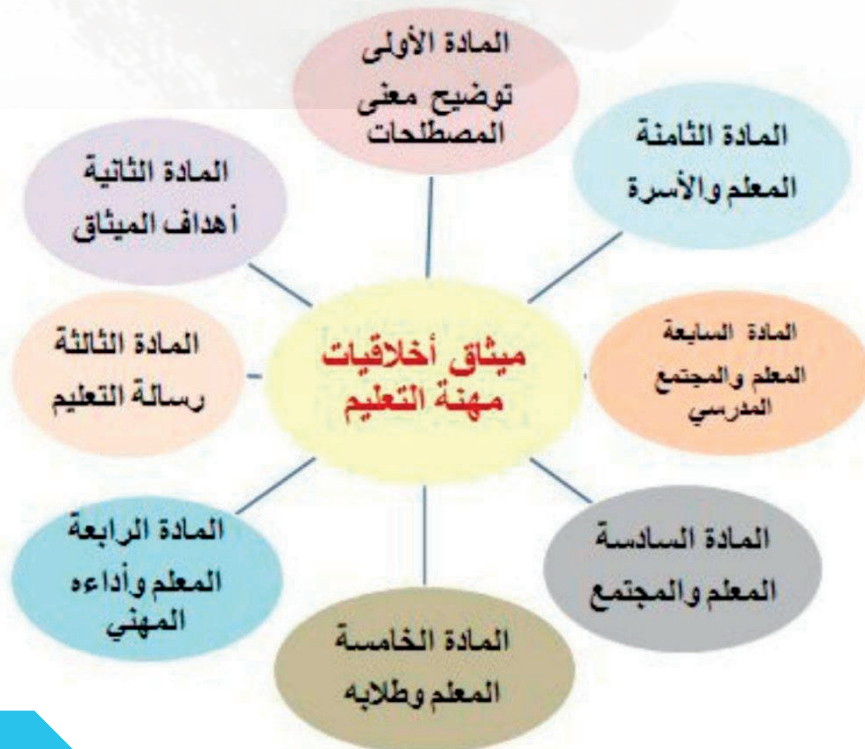 ميثاق أخلاقيات
مهنة التعليم
المادة الأولى
توضيح معنى
المصطلحات
المادة الثانية
أهداف الميثاق
المادة الثالثة
رسالة التعليم
المادة الرابعة
المعلم وأداءه
المهني
المادة الخامسة
المعلم وطلابه
المادة السادسة
المعلم والمجتمع
المادة السابعة
المعلم والمجتمع
المدرسي
المادة الثامنة
المعلم والأسرة